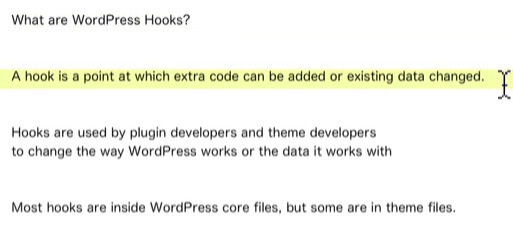 What are WordPress Hooks?
A hook is a point at which extra code can be added or existing data changed.
Hooks are used by plugin developers and theme developers
to change the way WordPress works or the data it works with
Most hooks are inside WordPress core files, but some are in theme files.